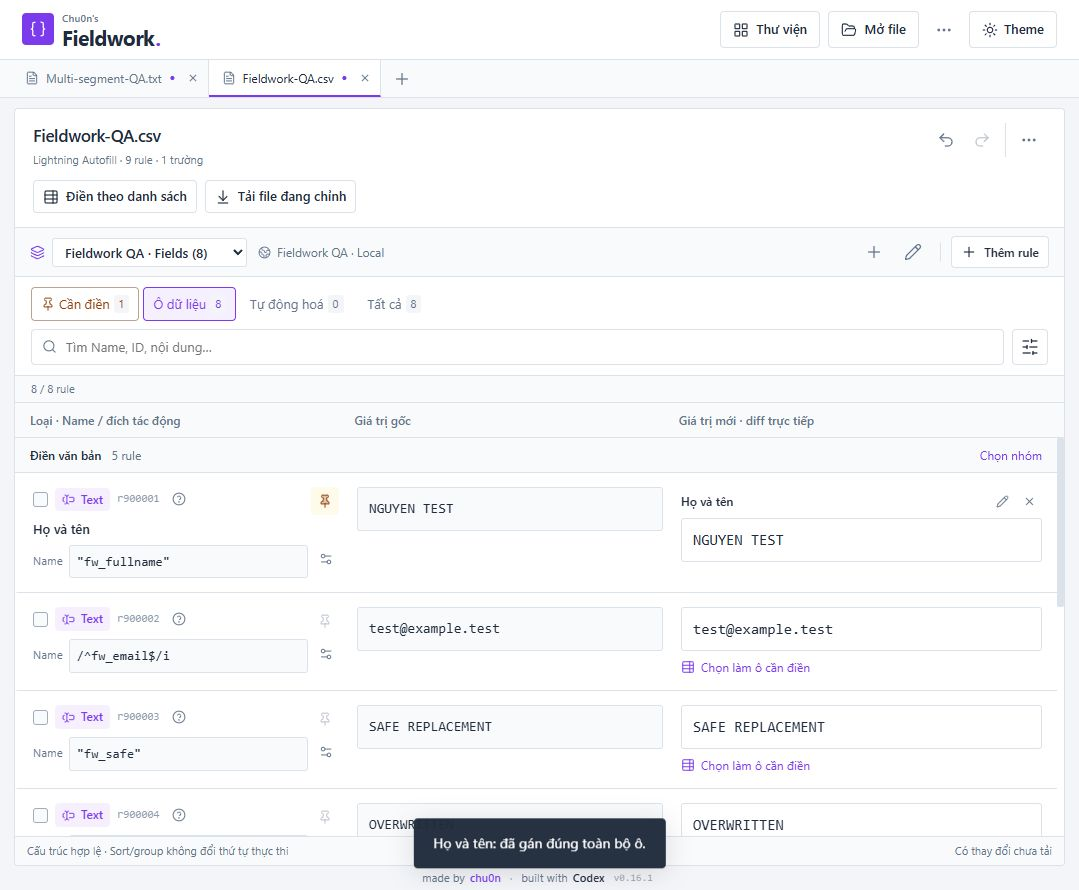 { } Chu0n's
Fieldwork.
Thư viện Mở file ... Theme
Multi-segment-QA.txt • × Fieldwork-QA.csv • × +
Fieldwork-QA.csv
Lightning Autofill · 9 rule · 1 trường
Điền theo danh sách Tải file đang chỉnh
Fieldwork QA · Fields (8) Fieldwork QA · Local + Thêm rule
Cần điền 1 Ô dữ liệu 8 Tự động hoá 0 Tất cả 8
Tìm Name, ID, nội dung...
8 / 8 rule
Loại · Name / đích tác động Giá trị gốc Giá trị mới · diff trực tiếp
Điền văn bản 5 rule Chọn nhóm
Text r900001 ? NGUYEN TEST Họ và tên
Họ và tên NGUYEN TEST
Name "fw_fullname"
Text r900002 ? test@example.test test@example.test
Name /^fw_email$/i Chọn làm ô cần điền
Text r900003 ? SAFE REPLACEMENT SAFE REPLACEMENT
Name "fw_safe" Chọn làm ô cần điền
Text r900004 ? OVERWRITTEN OVERWRITTEN
Họ và tên: đã gán đúng toàn bộ ô.
Cấu trúc hợp lệ · Sort/group không đổi thứ tự thực thi Có thay đổi chưa tải
made by chu0n · built with Codex v0.16.1